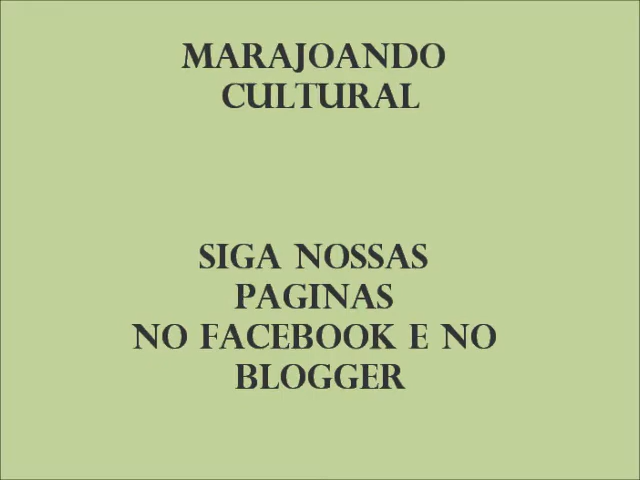 MARAJOANDO
CULTURAL
SIGA NOSSAS
PAGINAS
NO FACEBOOK E NO
BLOGGER